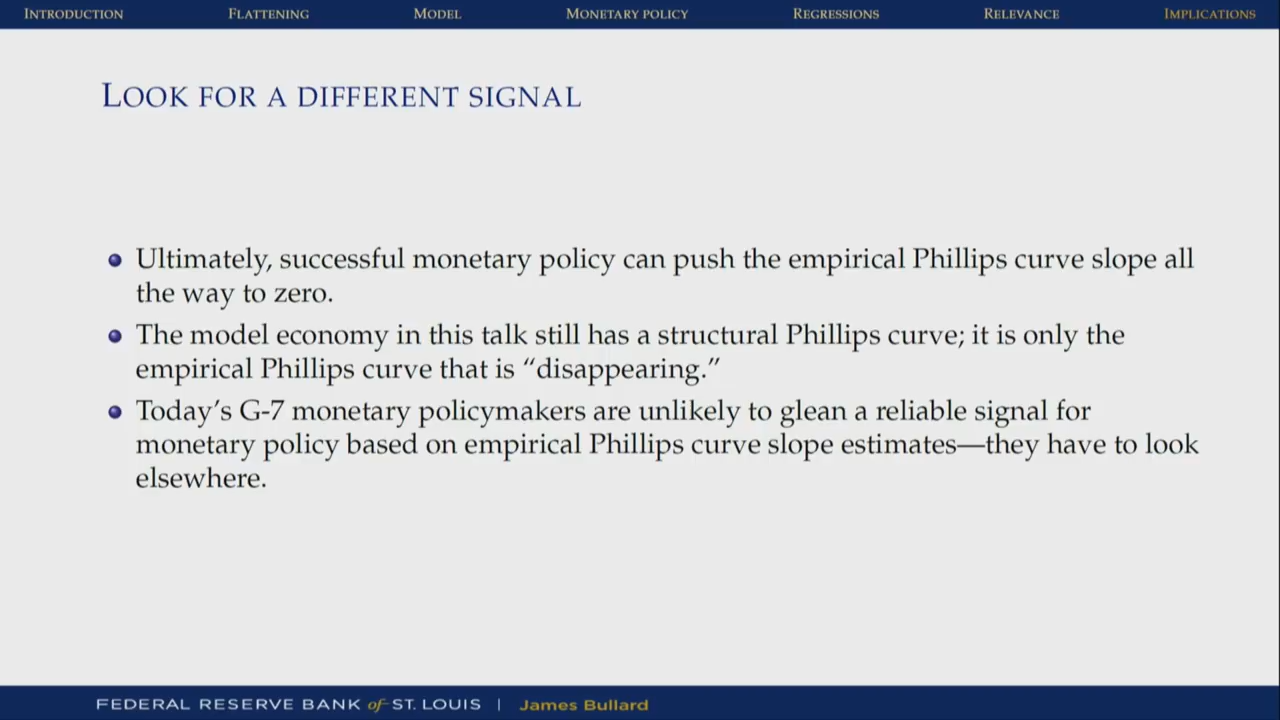 INTRODUCTION FLATTENING MODEL MONETARY POLICY REGRESSIONS RELEVANCE IMPLICATIONS
LOOK FOR A DIFFERENT SIGNAL
Ultimately, successful monetary policy can push the empirical Phillips curve slope all
the way to zero.
The model economy in this talk still has a structural Phillips curve; it is only the
empirical Phillips curve that is “disappearing.”
Today’s G-7 monetary policymakers are unlikely to glean a reliable signal for
monetary policy based on empirical Phillips curve slope estimates—they have to look
elsewhere.
FEDERAL RESERVE BANK of ST. LOUIS | James Bullard